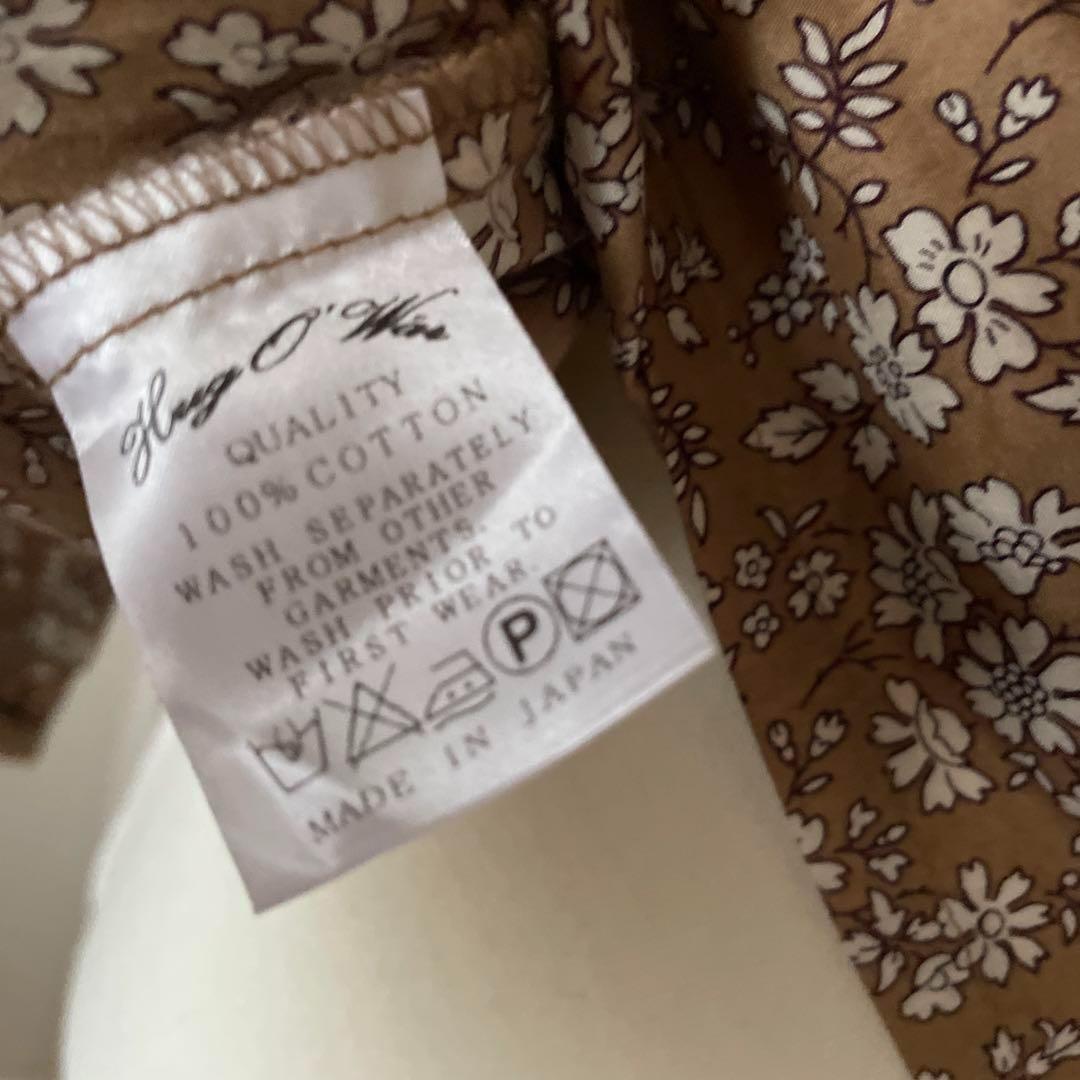 Hug O' War
QUALITY
100% COTTON
WASH SEPARATELY
FROM OTHER
GARMENTS.
WASH PRIOR TO
FIRST WEAR.
P
MADE IN JAPAN